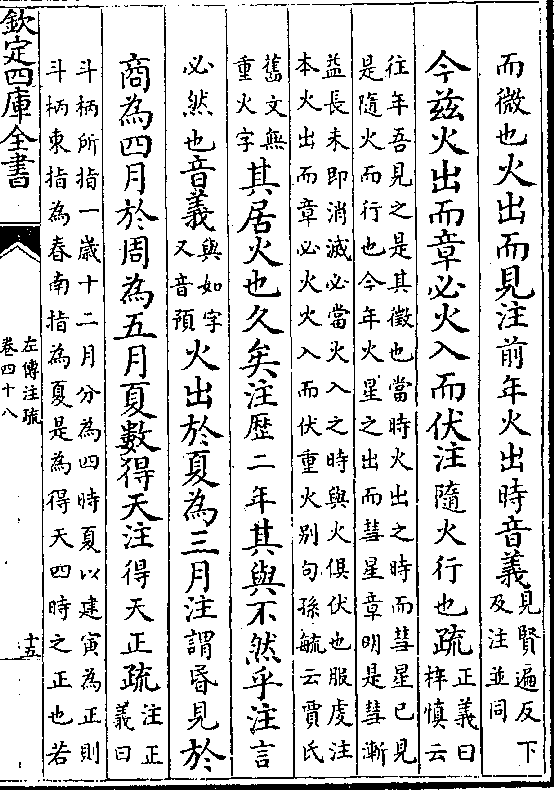 而微也火出而見注前年火出時音義見賢遍反下
及注並同
今茲火出而章必火入而伏注隨火行也疏正義曰
梓慎云
往年吾見之是其徵也當時火出之時而彗星已見
是隨火而行也今年火星之出而彗星章明是彗漸
益長未即消滅必當火入之時與火俱伏也服虔注
本火出而章必火火入而伏重火別句孫毓云賈氏
舊文無
重火字其居火也久矣注歷二年其與不然乎注言
必然也音義與如字
又音預火出於夏為三月注謂昏見於
商為四月於周為五月夏數得天注得天正疏注正
義曰
斗柄所指一歲十二月分為四時夏以建寅為正則
斗柄東指為春南指為夏是為得天四時之正也若
欽定四庫全書
左傳注疏
卷四十八
十五